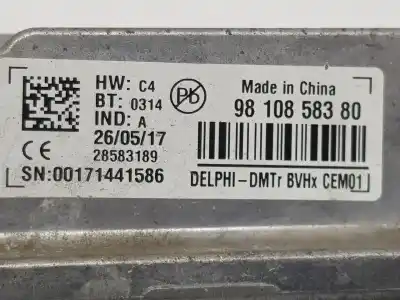 HW: C4
BT: 0314
IND: A
26/05/17
28583189
SN:00171441586
Pb
Made in China
98 108 583 80
DELPHI-DMTr BVHx CEM01